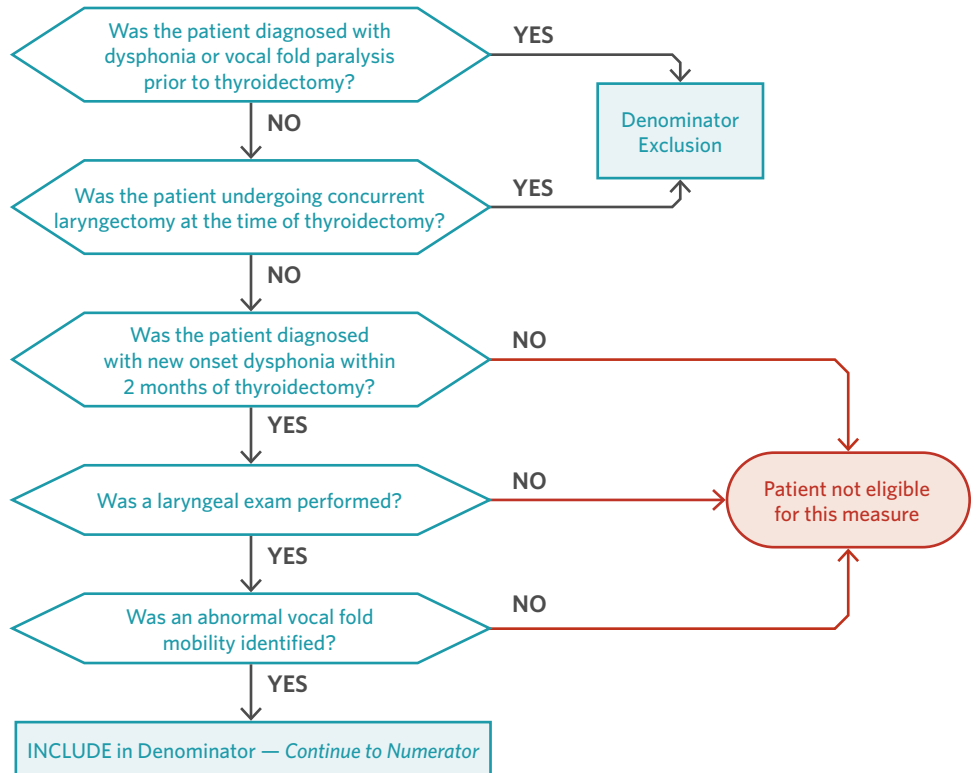 Was the patient diagnosed with
dysphonia or vocal fold paralysis
prior to thyroidectomy?
YES
Denominator
Exclusion
NO
Was the patient undergoing concurrent
laryngectomy at the time of thyroidectomy?
YES
NO
Was the patient diagnosed
with new onset dysphonia within
2 months of thyroidectomy?
NO
YES
Was a laryngeal exam performed?
NO
Patient not eligible
for this measure
YES
Was an abnormal vocal fold
mobility identified?
NO
YES
INCLUDE in Denominator — Continue to Numerator